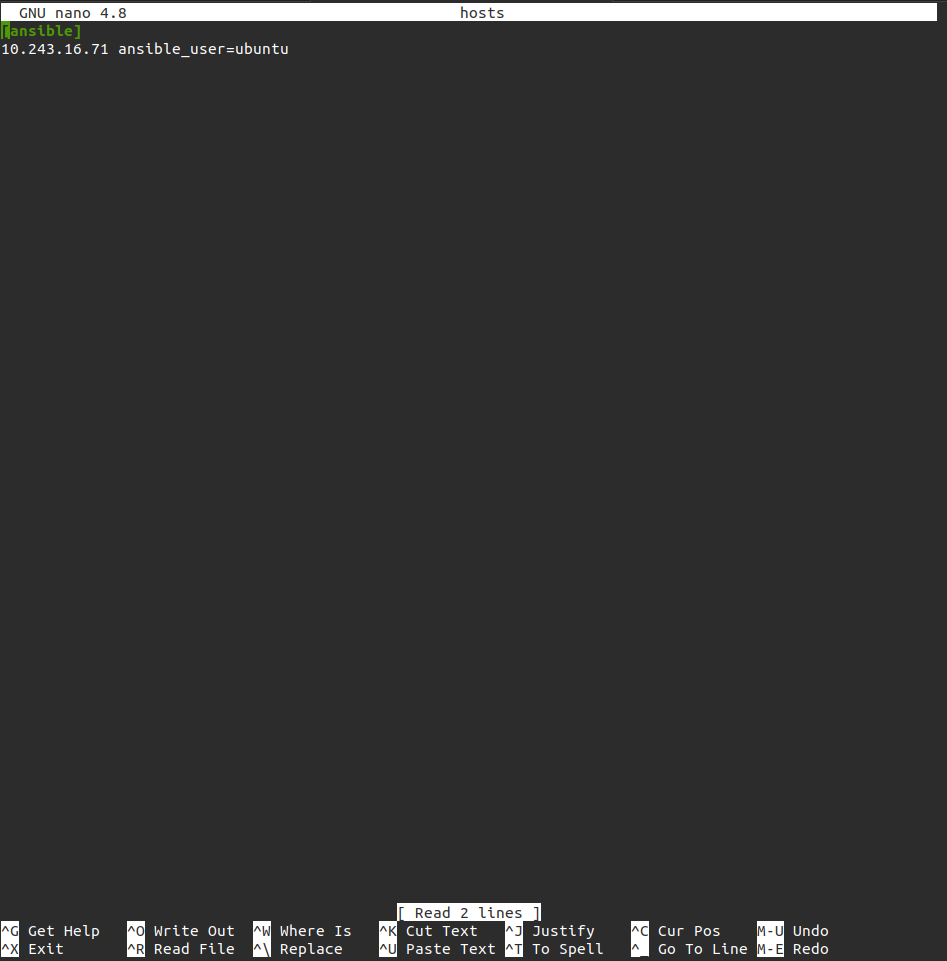 GNU nano 4.8 hosts
[ansible]
10.243.16.71 ansible_user=ubuntu
[ Read 2 lines ]
^G Get Help ^O Write Out ^W Where Is ^K Cut Text ^J Justify ^C Cur Pos M-U Undo
^X Exit ^R Read File ^\ Replace ^U Paste Text ^T To Spell ^_ Go To Line M-E Redo